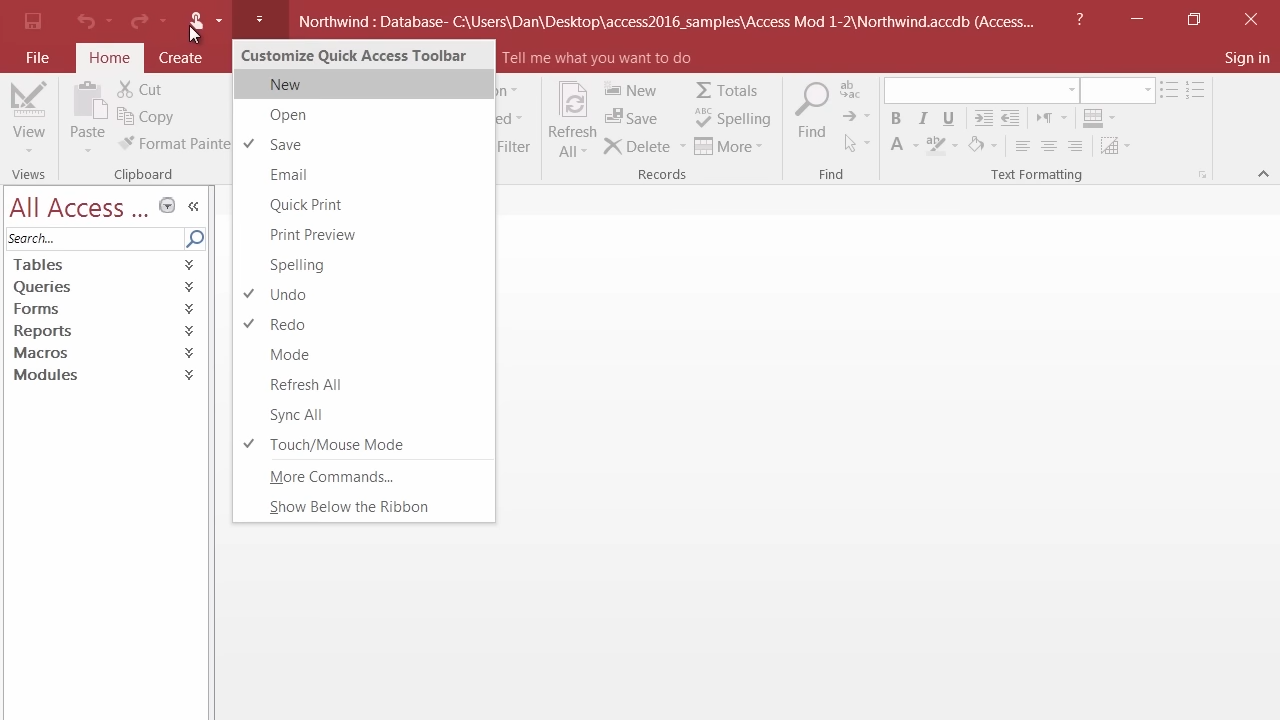 Northwind : Database- C:\Users\Dan\Desktop\access2016_samples\Access Mod 1-2\Northwind.accdb (Access... ?
File Home Create Tell me what you want to do Sign in
Customize Quick Access Toolbar
New
Open
Save
Email
Quick Print
Print Preview
Spelling
Undo
Redo
Mode
Refresh All
Sync All
Touch/Mouse Mode
More Commands...
Show Below the Ribbon
View
Views
Paste
Cut
Copy
Format Painte
Clipboard
on
ed
Filter
Refresh
All
New
Save
Delete
Totals
Spelling
More
Records
Find
ab
ac
Find
B I U
A ab
Text Formatting
All Access ...
Search...
Tables
Queries
Forms
Reports
Macros
Modules